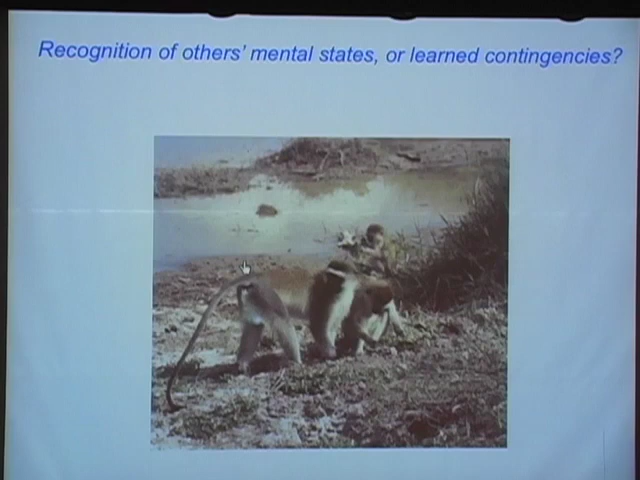 Recognition of others' mental states, or learned contingencies?